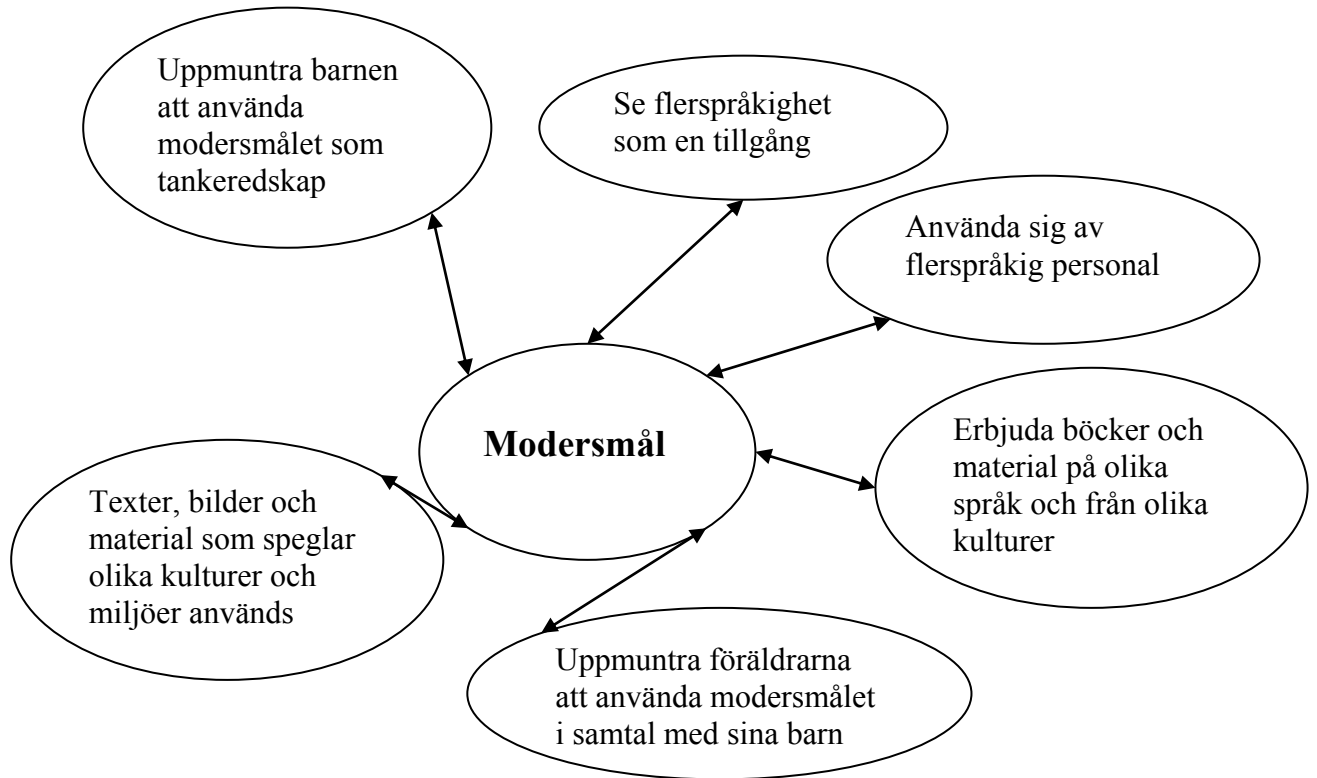 Uppmuntra barnen
att använda
modersmålet som
tankeredskap
Se flerspråkighet
som en tillgång
Använda sig av
flerspråkig personal
Modersmål
Erbjuda böcker och
material på olika
språk och från olika
kulturer
Texter, bilder och
material som speglar
olika kulturer och
miljöer används
Uppmuntra föräldrarna
att använda modersmålet
i samtal med sina barn